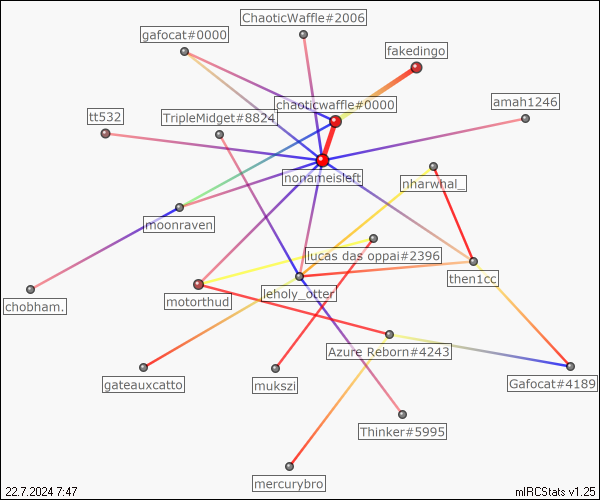 ChaoticWaffle#2006
gafocat#0000
fakedingo
chaoticwaffle#0000
amah1246
tt532
TripleMidget#8824
nonameisleft
nharwhal_
moonraven
lucas das oppai#2396
then1cc
leholy_otter
motorthud
chobham.
Azure Reborn#4243
gateauxcatto
mukszi
Gafocat#4189
Thinker#5995
mercurybro
22.7.2024 7:47
mIRCStats v1.25